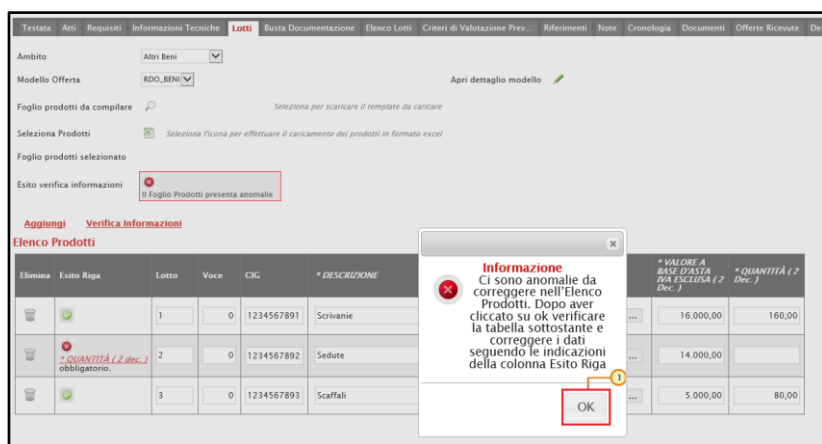 Testata Atti Requisiti Informazioni Tecniche Lotti Busta Documentazione Elenco Lotti Criteri di Valutazione Prev... Riferimenti Note Cronologia Documenti Offerte Ricevute De
Ambito Altri Beni
Modello Offerta RDO_BENI Apri dettaglio modello
Foglio prodotti da compilare Seleziona per scaricare il template da caricare
Seleziona Prodotti Seleziona l'icona per effettuare il caricamento dei prodotti in formato excel
Foglio prodotti selezionato
Esito verifica informazioni
Il Foglio Prodotti presenta anomalie
Aggiungi Verifica Informazioni
Elenco Prodotti
Elimina Esito Riga Lotto Voce CIG * DESCRIZIONE
* VALORE A
BASE D'ASTA
IVA ESCLUSA ( 2
Dec. )
* QUANTITÀ ( 2
Dec. )
1 0 1234567891 Scrivanie ... 16.000,00 160,00
* QUANTITÀ ( 2 dec. )
obbligatorio.
2 0 1234567892 Sedute ... 14.000,00
3 0 1234567893 Scaffali ... 5.000,00 80,00
Informazione
Ci sono anomalie da
correggere nell'Elenco
Prodotti. Dopo aver
cliccato su ok verificare
la tabella sottostante e
correggere i dati
seguendo le indicazioni
della colonna Esito Riga
1
OK